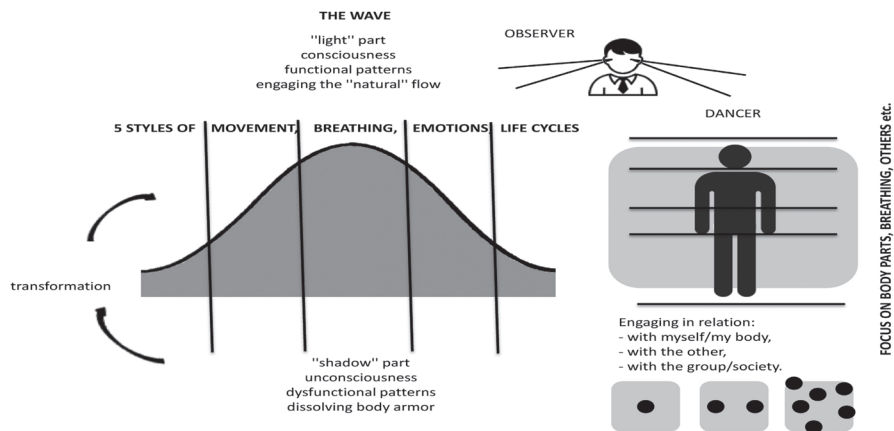 THE WAVE
"light" part
consciousness
functional patterns
engaging the "natural" flow
OBSERVER
DANCER
5 STYLES OF MOVEMENT, BREATHING, EMOTIONS, LIFE CYCLES
transformation
"shadow" part
unconsciousness
dysfunctional patterns
dissolving body armor
Engaging in relation:
- with myself/my body,
- with the other,
- with the group/society.
FOCUS ON BODY PARTS, BREATHING, OTHERS etc.